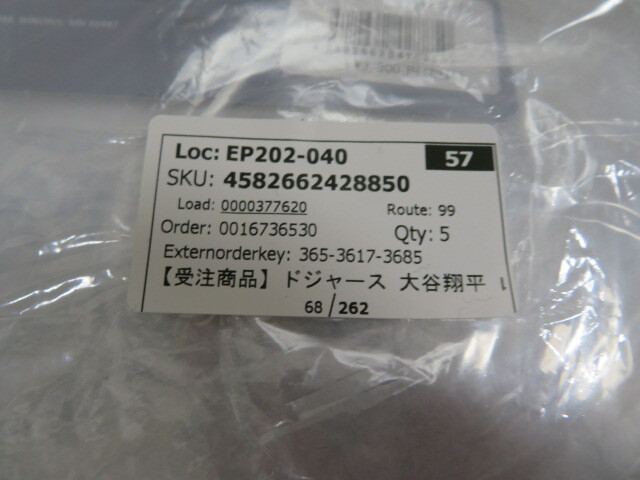 Loc: EP202-040 57
SKU: 4582662428850
Load: 0000377620 Route: 99
Order: 0016736530 Qty: 5
Externorderkey: 365-3617-3685
【受注商品】ドジャース 大谷翔平
68 / 262